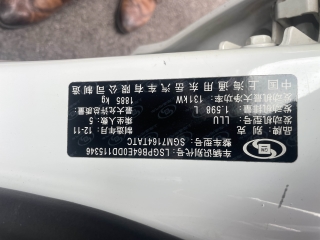 中国 上海通用东岳汽车有限公司制造
品牌：别克 整车型号：SGM7164TATC
发动机型号：LLU 车辆识别代号：LSGPB64E0DD115346
发动机排量：1.598 L 制造年月：12-11
发动机最大净功率：131kW 乘坐人数：5
最大允许总质量：1885 kg